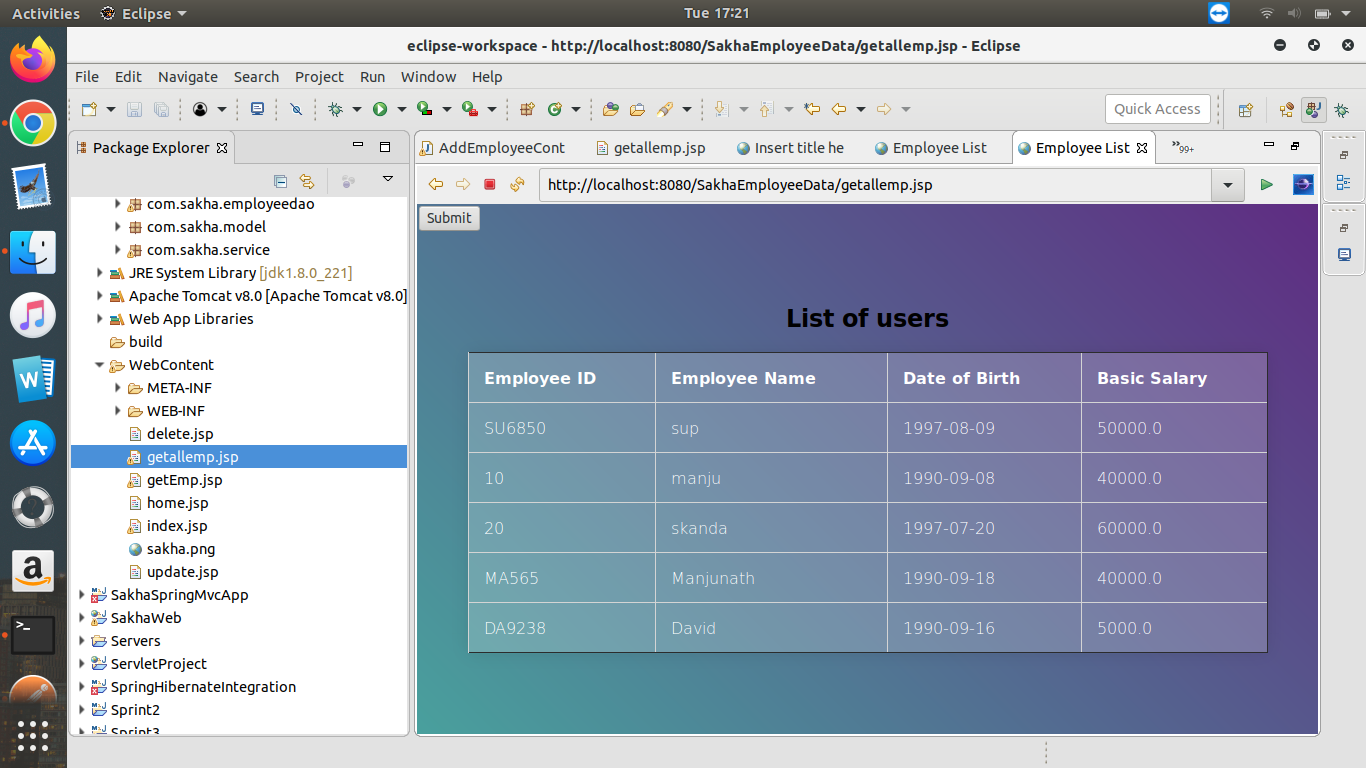 Activities Eclipse Tue 17:21
eclipse-workspace - http://localhost:8080/SakhaEmployeeData/getallemp.jsp - Eclipse
File Edit Navigate Search Project Run Window Help
Quick Access
Package Explorer
AddEmployeeCont getallemp.jsp Insert title he Employee List Employee List 99+
http://localhost:8080/SakhaEmployeeData/getallemp.jsp
com.sakha.employeedao
com.sakha.model
com.sakha.service
JRE System Library [jdk1.8.0_221]
Apache Tomcat v8.0 [Apache Tomcat v8.0]
Web App Libraries
build
WebContent
META-INF
WEB-INF
delete.jsp
getallemp.jsp
getEmp.jsp
home.jsp
index.jsp
sakha.png
update.jsp
SakhaSpringMvcApp
SakhaWeb
Servers
ServletProject
SpringHibernateIntegration
Sprint2
Sprint3
Submit
List of users
Employee ID Employee Name Date of Birth Basic Salary
SU6850 sup 1997-08-09 50000.0
10 manju 1990-09-08 40000.0
20 skanda 1997-07-20 60000.0
MA565 Manjunath 1990-09-18 40000.0
DA9238 David 1990-09-16 5000.0